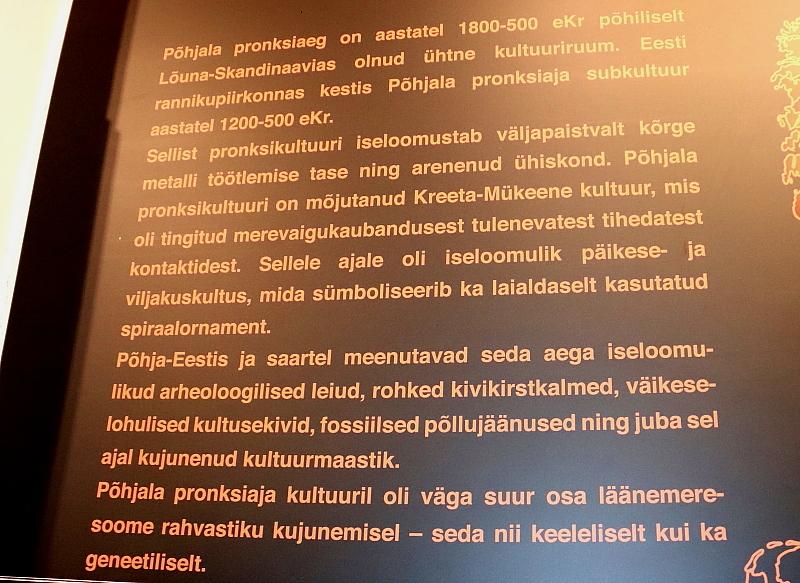 Põhjala pronksiaeg on aastatel 1800-500 eKr põhiliselt
Lõuna-Skandinaavias olnud ühtne kultuuriruum. Eesti
rannikupiirkonnas kestis Põhjala pronksiaja subkultuur
aastatel 1200-500 eKr.
Sellist pronksikultuuri iseloomustab väljapaistvalt kõrge
metalli töötlemise tase ning arenenud ühiskond. Põhjala
pronksikultuuri on mõjutanud Kreeta-Mükeene kultuur, mis
oli tingitud merevaigukaubandusest tulenevatest tihedatest
kontaktidest. Sellele ajale oli iseloomulik päikese- ja
viljakuskultus, mida sümboliseerib ka laialdaselt kasutatud
spiraalornament.
Põhja-Eestis ja saartel meenutavad seda aega iseloomu-
likud arheoloogilised leiud, rohked kivikirstkalmed, väikese-
lohulised kultusekivid, fossiilsed põllujäänused ning juba sel
ajal kujunenud kultuurmaastik.
Põhjala pronksiaja kultuuril oli väga suur osa läänemere-
soome rahvastiku kujunemisel – seda nii keeleliselt kui ka
geneetiliselt.